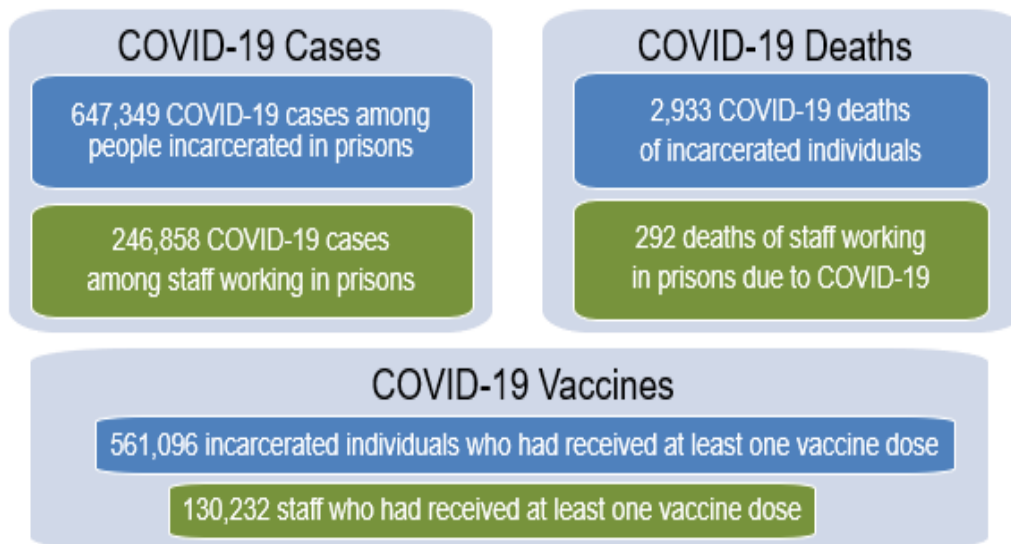 COVID-19 Cases
647,349 COVID-19 cases among
people incarcerated in prisons
246,858 COVID-19 cases
among staff working in prisons
COVID-19 Deaths
2,933 COVID-19 deaths
of incarcerated individuals
292 deaths of staff working
in prisons due to COVID-19
COVID-19 Vaccines
561,096 incarcerated individuals who had received at least one vaccine dose
130,232 staff who had received at least one vaccine dose